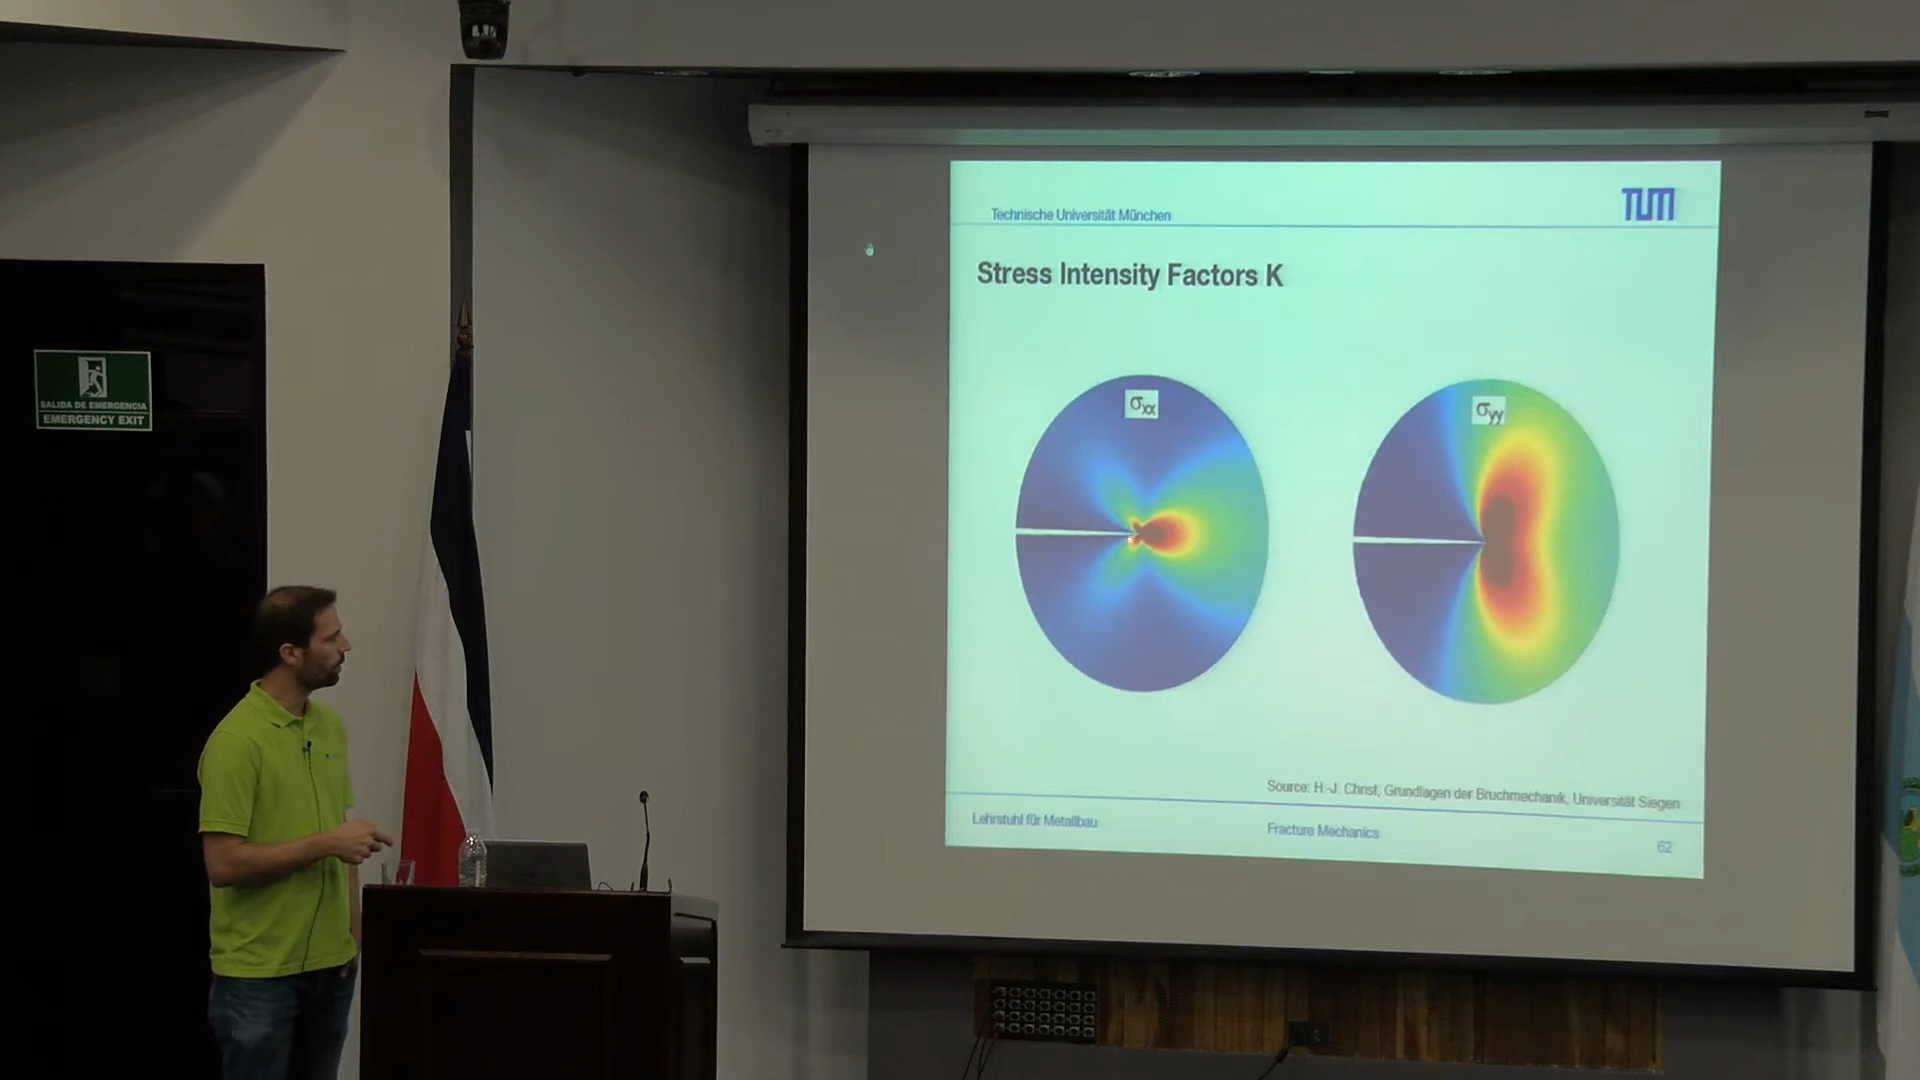 Technische Universität München
TUM
Stress Intensity Factors K
σxx
σyy
Source: H.-J. Christ, Grundlagen der Bruchmechanik, Universität Siegen
Lehrstuhl für Metallbau
Fracture Mechanics
62
SALIDA DE EMERGENCIA
EMERGENCY EXIT